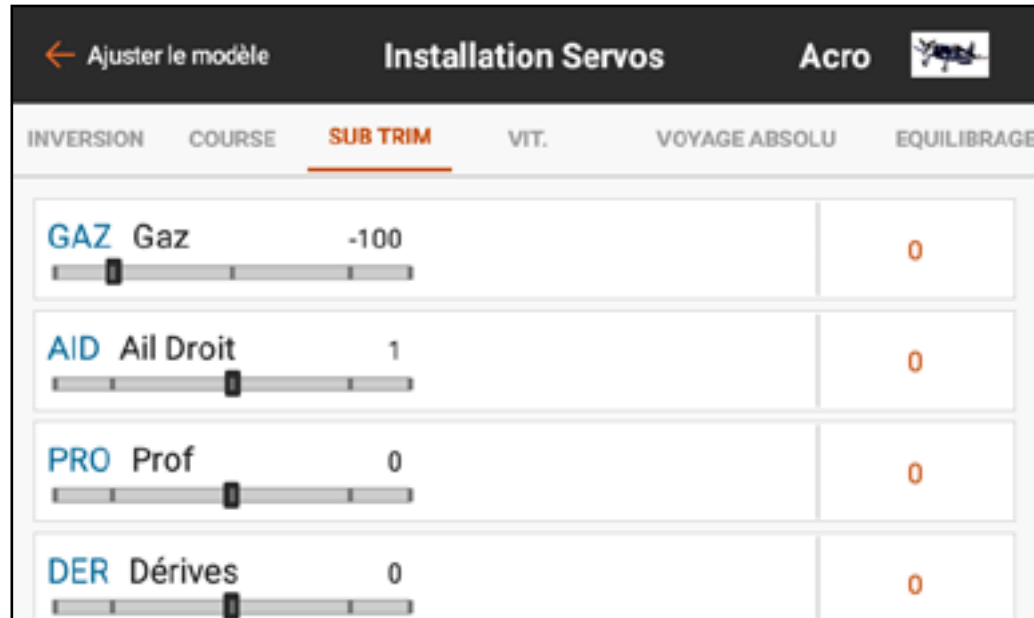 ← Ajuster le modèle Installation Servos Acro
INVERSION COURSE SUB TRIM VIT. VOYAGE ABSOLU EQUILIBRAGE
GAZ Gaz -100 0
AID Ail Droit 1 0
PRO Prof 0 0
DER Dérives 0 0